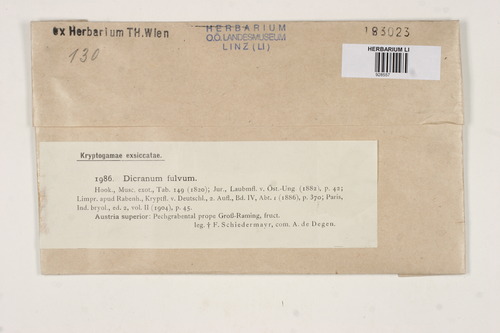 ex Herbarium TH.Wien
HERBARIUM
O.Ö. LANDESMUSEUM
LINZ (LI)
183023
130
HERBARIUM LI
Kryptogamae exsiccatae.
1986. Dicranum fulvum.
Hook., Musc. exot., Tab. 149 (1820); Jur., Laubmfl. v. Öst.-Ung (1882), p. 42;
Limpr. apud Rabenh., Kryptfl. v. Deutschl., 2. Aufl., Bd. IV, Abt. 1 (1886), p. 370; Paris,
Ind. bryol., ed. 2, vol. II (1904), p. 45.
Austria superior: Pechgrabental prope Groß-Raming, fruct.
leg. † F. Schiedermayr, com. A. de Degen.